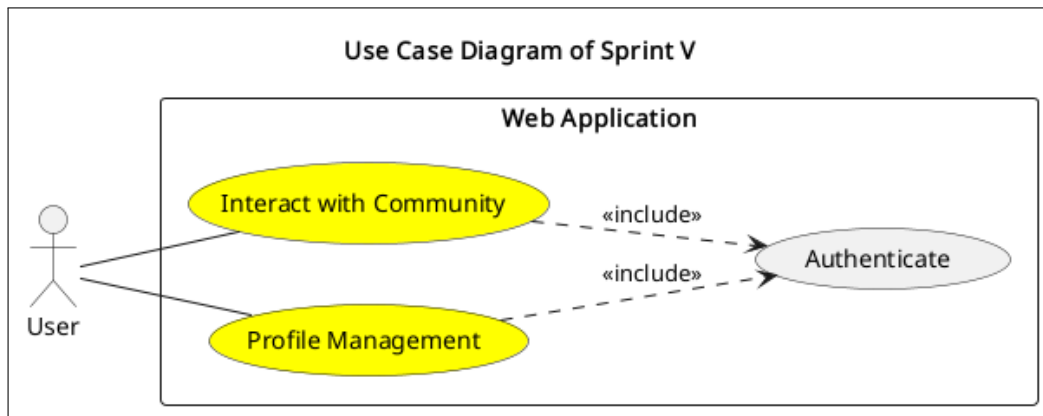 Use Case Diagram of Sprint V
Web Application
Interact with Community
«include»
Authenticate
«include»
User
Profile Management